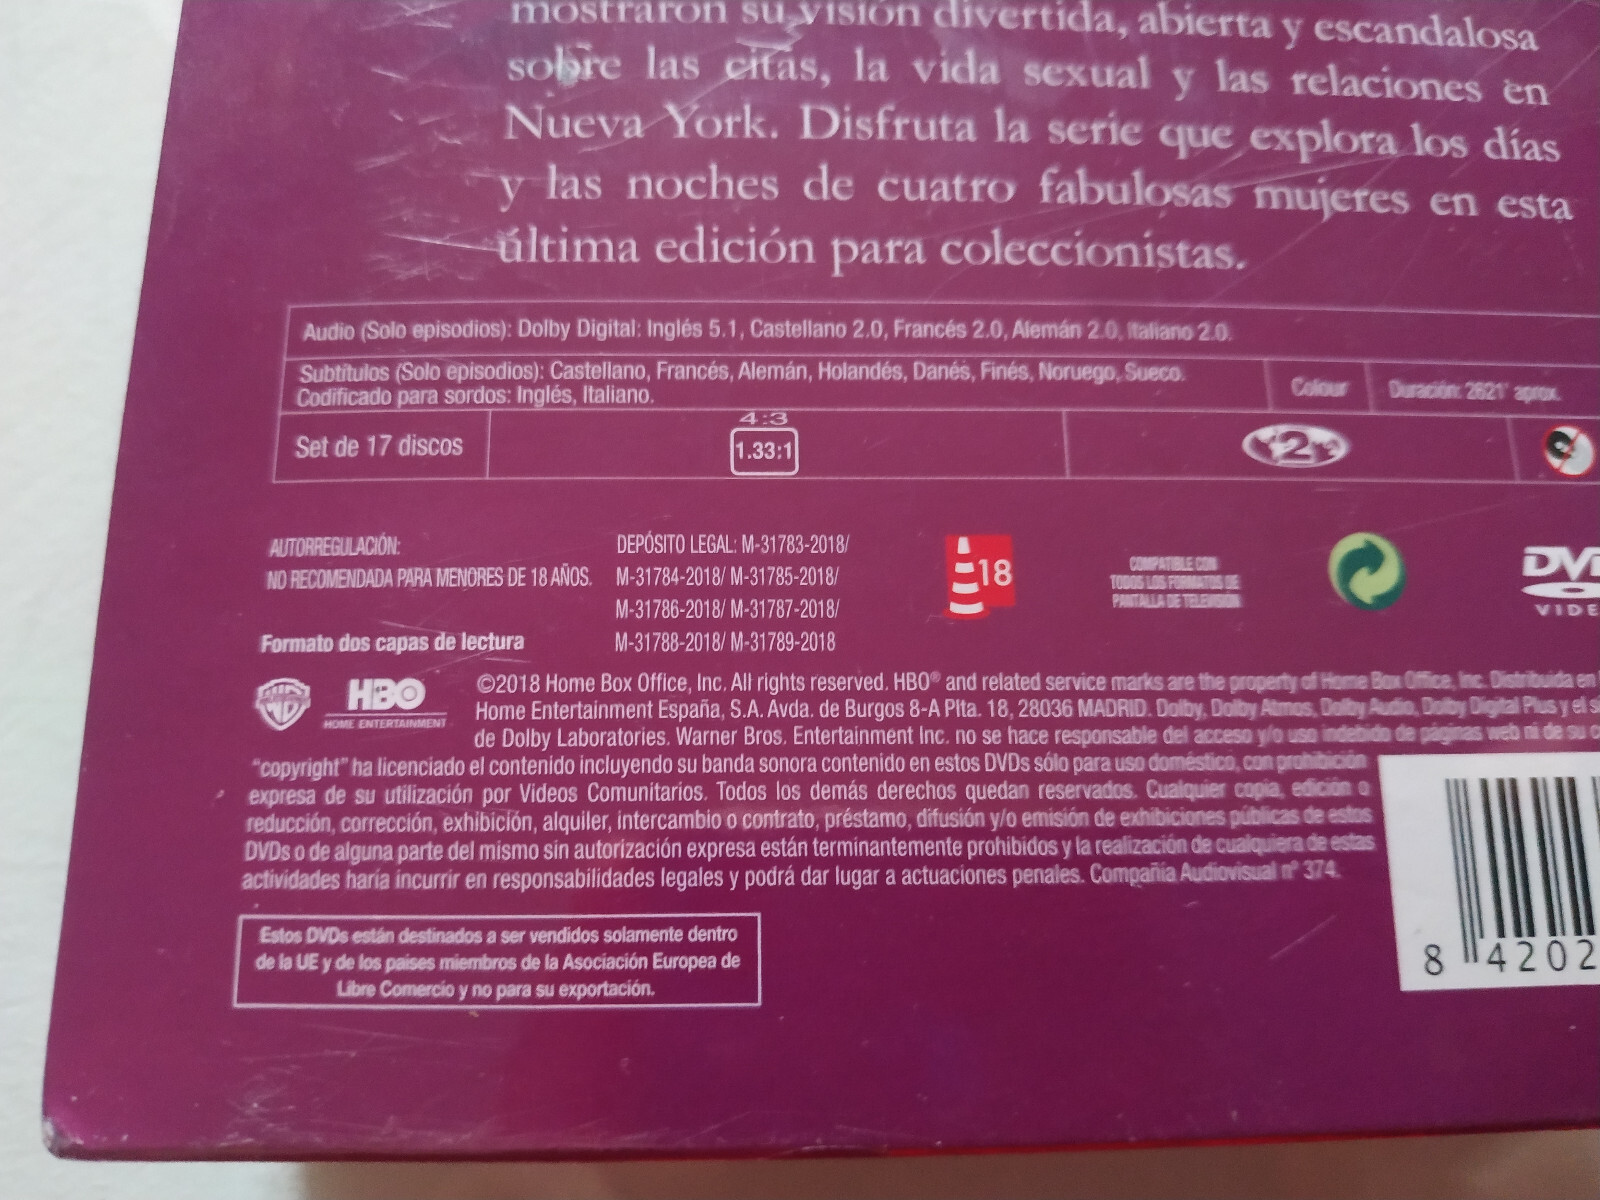 mostraron su visión divertida, abierta y escandalosa
sobre las citas, la vida sexual y las relaciones en
Nueva York. Disfruta la serie que explora los días
y las noches de cuatro fabulosas mujeres en esta
última edición para coleccionistas.
Audio (Solo episodios): Dolby Digital: Inglés 5.1, Castellano 2.0, Francés 2.0, Alemán 2.0, Italiano 2.0.
Subtítulos (Solo episodios): Castellano, Francés, Alemán, Holandés, Danés, Finés, Noruego, Sueco.
Codificado para sordos: Inglés, Italiano.
Colour
Duración: 2621' aprox.
Set de 17 discos
4:3
1.33:1
2
AUTORREGULACIÓN:
NO RECOMENDADA PARA MENORES DE 18 AÑOS.
Formato dos capas de lectura
DEPÓSITO LEGAL: M-31783-2018/
M-31784-2018/ M-31785-2018/
M-31786-2018/ M-31787-2018/
M-31788-2018/ M-31789-2018
18
COMPATIBLE CON
TODOS LOS FORMATOS DE
PANTALLA DE TELEVISIÓN
WB
HBO
HOME ENTERTAINMENT
©2018 Home Box Office, Inc. All rights reserved. HBO® and related service marks are the property of Home Box Office, Inc. Distribuida en
Home Entertainment España, S.A. Avda. de Burgos 8-A Plta. 18, 28036 MADRID. Dolby, Dolby Atmos, Dolby Audio, Dolby Digital Plus y el
de Dolby Laboratories. Warner Bros. Entertainment Inc. no se hace responsable del acceso y/o uso indebido de páginas web ni de su
"copyright" ha licenciado el contenido incluyendo su banda sonora contenido en estos DVDs sólo para uso doméstico, con prohibición
expresa de su utilización por Videos Comunitarios. Todos los demás derechos quedan reservados. Cualquier copia, edición o
reducción, corrección, exhibición, alquiler, intercambio o contrato, préstamo, difusión y/o emisión de exhibiciones públicas de estos
DVDs o de alguna parte del mismo sin autorización expresa están terminantemente prohibidos y la realización de cualquiera de estas
actividades haría incurrir en responsabilidades legales y podrá dar lugar a actuaciones penales. Compañía Audiovisual nº 374.
Estos DVDs están destinados a ser vendidos solamente dentro
de la UE y de los países miembros de la Asociación Europea de
Libre Comercio y no para su exportación.
8 4202